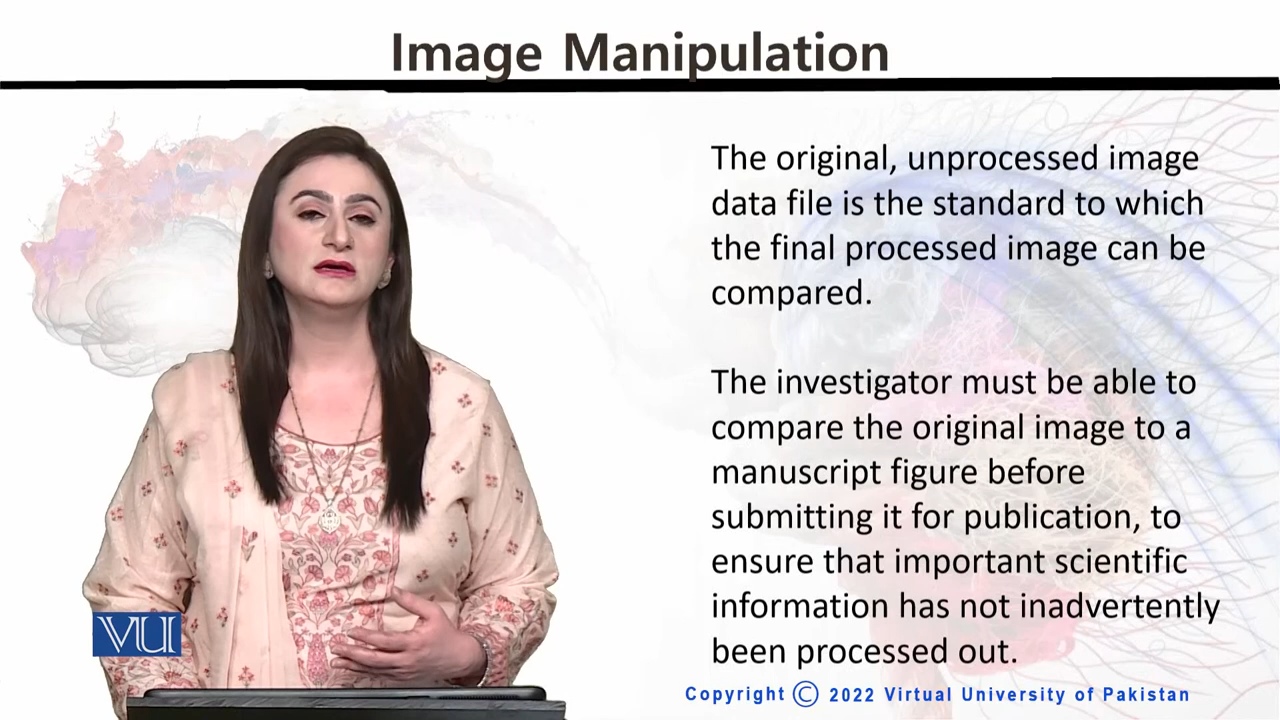 Image Manipulation
The original, unprocessed image
data file is the standard to which
the final processed image can be
compared.
The investigator must be able to
compare the original image to a
manuscript figure before
submitting it for publication, to
ensure that important scientific
information has not inadvertently
been processed out.
VU
Copyright © 2022 Virtual University of Pakistan